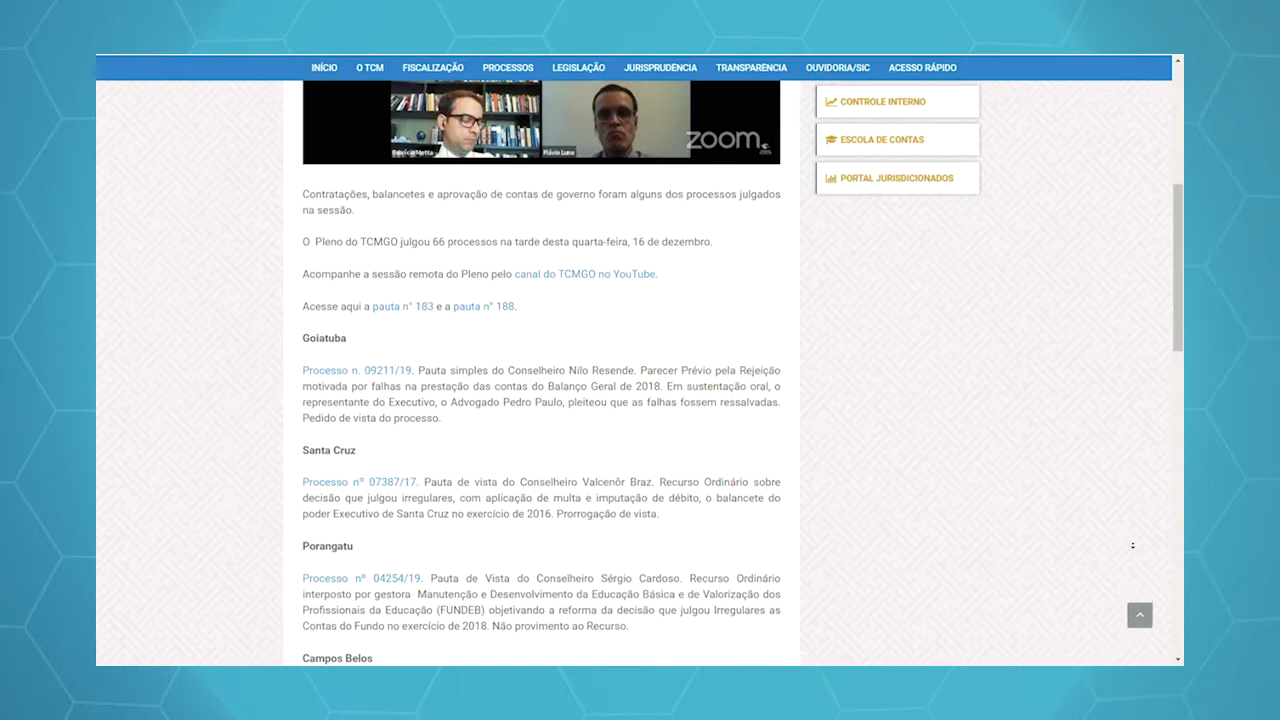 INÍCIO O TCM FISCALIZAÇÃO PROCESSOS LEGISLAÇÃO JURISPRUDÊNCIA TRANSPARÊNCIA OUVIDORIA/SIC ACESSO RÁPIDO
Fabrício Motta
Flávio Luna
zoom
CONTROLE INTERNO
ESCOLA DE CONTAS
PORTAL JURISDICIONADOS
Contratações, balancetes e aprovação de contas de governo foram alguns dos processos julgados
na sessão.
O Pleno do TCMGO julgou 66 processos na tarde desta quarta-feira, 16 de dezembro.
Acompanhe a sessão remota do Pleno pelo canal do TCMGO no YouTube.
Acesse aqui a pauta n° 183 e a pauta n° 188.
Goiatuba
Processo n. 09211/19. Pauta simples do Conselheiro Nilo Resende. Parecer Prévio pela Rejeição
motivada por falhas na prestação das contas do Balanço Geral de 2018. Em sustentação oral, o
representante do Executivo, o Advogado Pedro Paulo, pleiteou que as falhas fossem ressalvadas.
Pedido de vista do processo.
Santa Cruz
Processo nº 07387/17. Pauta de vista do Conselheiro Valcenôr Braz. Recurso Ordinário sobre
decisão que julgou irregulares, com aplicação de multa e imputação de débito, o balancete do
poder Executivo de Santa Cruz no exercício de 2016. Prorrogação de vista.
Porangatu
Processo nº 04254/19. Pauta de Vista do Conselheiro Sérgio Cardoso. Recurso Ordinário
interposto por gestora Manutenção e Desenvolvimento da Educação Básica e de Valorização dos
Profissionais da Educação (FUNDEB) objetivando a reforma da decisão que julgou Irregulares as
Contas do Fundo no exercício de 2018. Não provimento ao Recurso.
Campos Belos